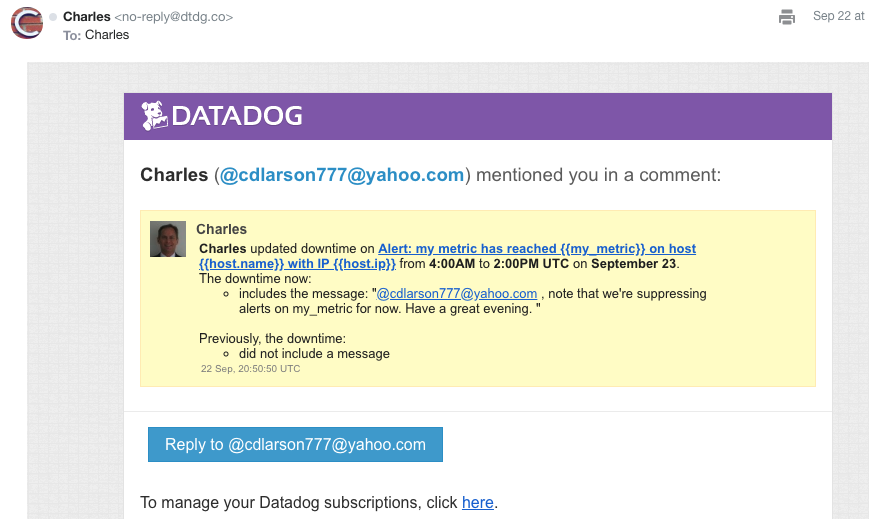 Charles <no-reply@dtdg.co>
Sep 22 at
To: Charles
DATADOG
Charles (@cdlarson777@yahoo.com) mentioned you in a comment:
Charles
Charles updated downtime on Alert: my metric has reached {{my_metric}} on host
{{host.name}} with IP {{host.ip}} from 4:00AM to 2:00PM UTC on September 23.
The downtime now:
includes the message: "@cdlarson777@yahoo.com , note that we're suppressing
alerts on my_metric for now. Have a great evening. "
Previously, the downtime:
did not include a message
22 Sep, 20:50:50 UTC
Reply to @cdlarson777@yahoo.com
To manage your Datadog subscriptions, click here.